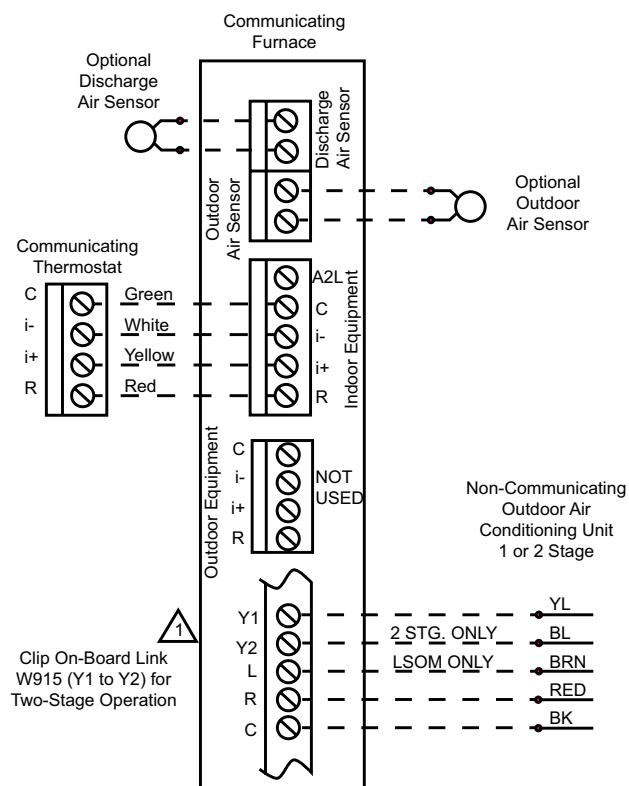 Communicating
Furnace
Optional
Discharge
Air Sensor
Discharge
Air Sensor
Outdoor
Air Sensor
Optional
Outdoor
Air Sensor
Communicating
Thermostat
C
Green
i-
White
i+
Yellow
R
Red
A2L
C
i-
i+
R
Indoor Equipment
Outdoor Equipment
C
i-
i+
R
NOT
USED
Non-Communicating
Outdoor Air
Conditioning Unit
1 or 2 Stage
1
Clip On-Board Link
W915 (Y1 to Y2) for
Two-Stage Operation
Y1
YL
Y2
2 STG. ONLY
BL
L
LSOM ONLY
BRN
R
RED
C
BK